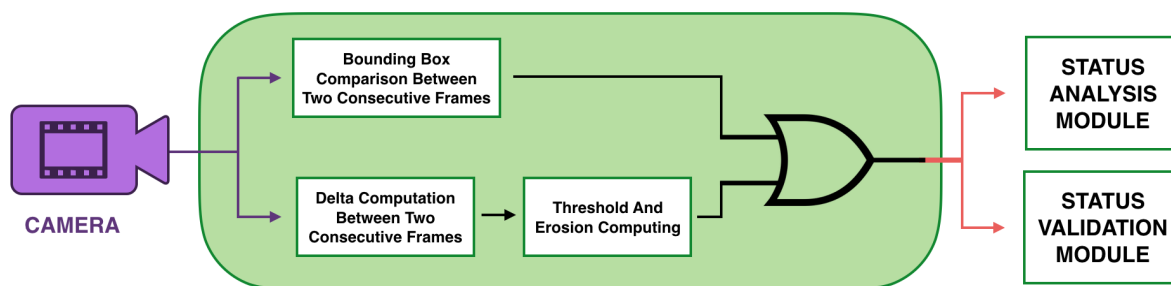 CAMERA
Bounding Box
Comparison Between
Two Consecutive Frames
Delta Computation
Between Two
Consecutive Frames
Threshold And
Erosion Computing
STATUS
ANALYSIS
MODULE
STATUS
VALIDATION
MODULE